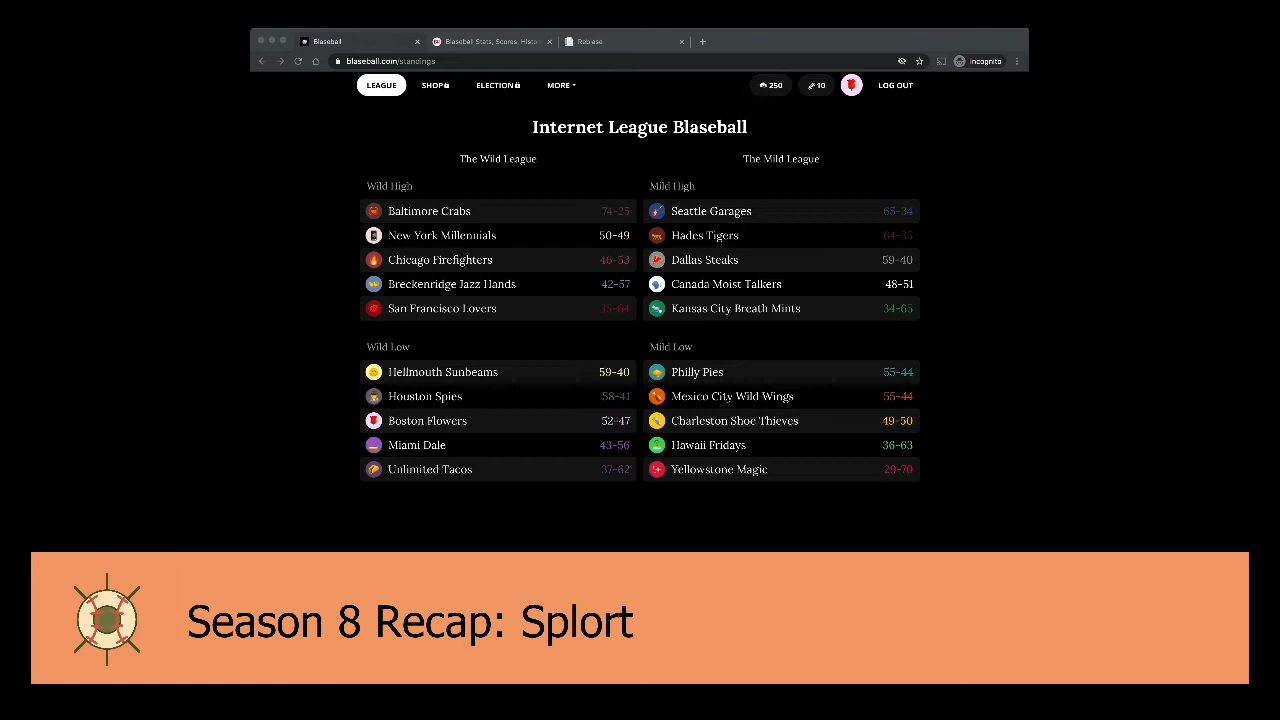 Blaseball
Blaseball Stats, Scores, Histor
Reblase
blaseball.com/standings
Incognito
LEAGUE
SHOP
ELECTION
MORE
250
10
LOG OUT
Internet League Blaseball
The Wild League
The Mild League
Wild High
Baltimore Crabs 74-25
New York Millennials 50-49
Chicago Firefighters 46-53
Breckenridge Jazz Hands 42-57
San Francisco Lovers 35-64
Mild High
Seattle Garages 65-34
Hades Tigers 64-35
Dallas Steaks 59-40
Canada Moist Talkers 48-51
Kansas City Breath Mints 34-65
Wild Low
Hellmouth Sunbeams 59-40
Houston Spies 58-41
Boston Flowers 52-47
Miami Dale 43-56
Unlimited Tacos 37-62
Mild Low
Philly Pies 55-44
Mexico City Wild Wings 55-44
Charleston Shoe Thieves 49-50
Hawaii Fridays 36-63
Yellowstone Magic 29-70
Season 8 Recap: Splort